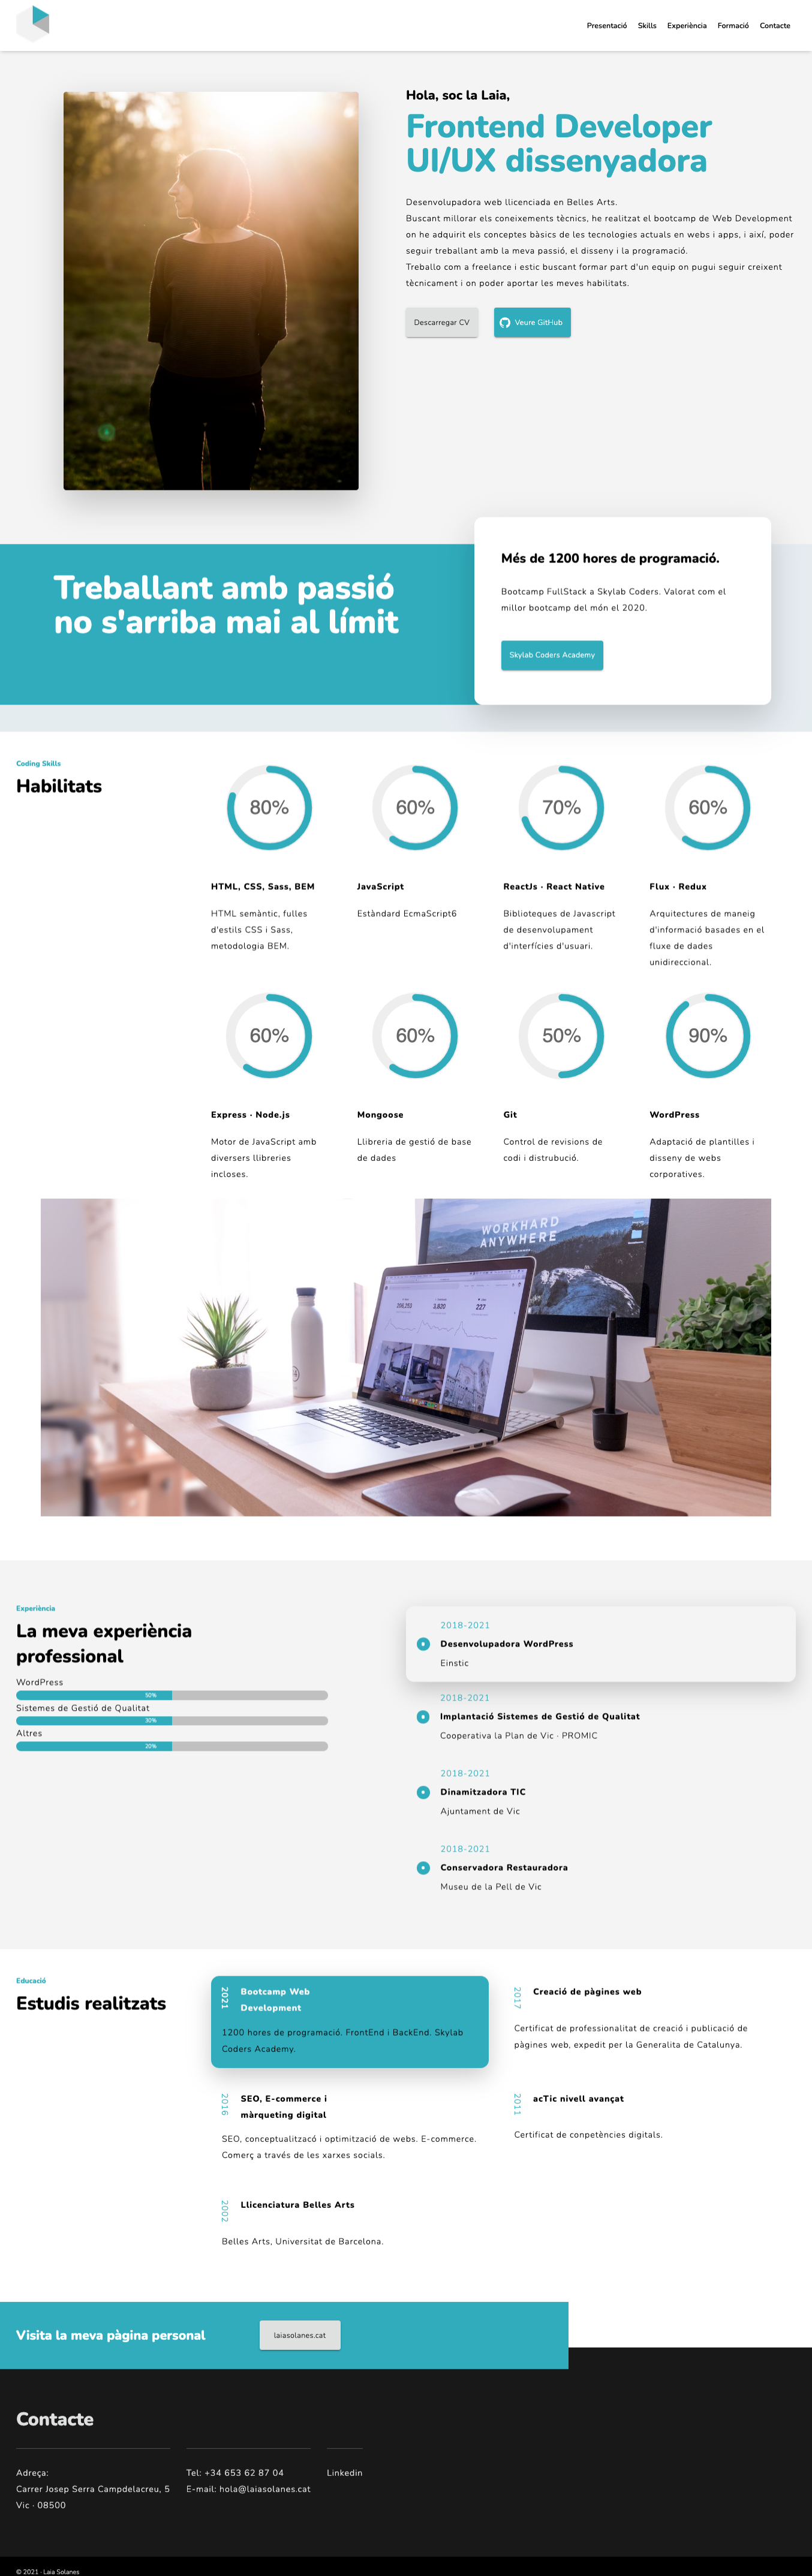 Presentació Skills Experiència Formació Contacte
Hola, soc la Laia,
Frontend Developer
UI/UX dissenyadora
Desenvolupadora web llicenciada en Belles Arts.
Buscant millorar els coneixements tècnics, he realitzat el bootcamp de Web Development
on he adquirit els conceptes bàsics de les tecnologies actuals en webs i apps, i així, poder
seguir treballant amb la meva passió, el disseny i la programació.
Treballo com a freelance i estic buscant formar part d'un equip on pugui seguir creixent
tècnicament i on poder aportar les meves habilitats.
Descarregar CV
Veure GitHub
Treballant amb passió
no s'arriba mai al límit
Més de 1200 hores de programació.
Bootcamp FullStack a Skylab Coders. Valorat com el
millor bootcamp del món el 2020.
Skylab Coders Academy
Coding Skills
Habilitats
80%
HTML, CSS, Sass, BEM
HTML semàntic, fulles
d'estils CSS i Sass,
metodologia BEM.
60%
JavaScript
Estàndard EcmaScript6
70%
ReactJs · React Native
Biblioteques de Javascript
de desenvolupament
d'interfícies d'usuari.
60%
Flux · Redux
Arquitectures de maneig
d'informació basades en el
fluxe de dades
unidireccional.
60%
Express · Node.js
Motor de JavaScript amb
diversers llibreries
incloses.
60%
Mongoose
Llibreria de gestió de base
de dades
50%
Git
Control de revisions de
codi i distrubució.
90%
WordPress
Adaptació de plantilles i
disseny de webs
corporatives.
WORKHARD
ANYWHERE
Experiència
La meva experiència
professional
WordPress
50%
Sistemes de Gestió de Qualitat
30%
Altres
20%
2018-2021
Desenvolupadora WordPress
Einstic
2018-2021
Implantació Sistemes de Gestió de Qualitat
Cooperativa la Plan de Vic · PROMIC
2018-2021
Dinamitzadora TIC
Ajuntament de Vic
2018-2021
Conservadora Restauradora
Museu de la Pell de Vic
Educació
Estudis realitzats
2021
Bootcamp Web
Development
1200 hores de programació. FrontEnd i BackEnd. Skylab
Coders Academy.
2017
Creació de pàgines web
Certificat de professionalitat de creació i publicació de
pàgines web, expedit per la Generalita de Catalunya.
2016
SEO, E-commerce i
màrqueting digital
SEO, conceptualització i optimització de webs. E-commerce.
Comerç a través de les xarxes socials.
2011
acTic nivell avançat
Certificat de conpetències digitals.
2002
Llicenciatura Belles Arts
Belles Arts, Universitat de Barcelona.
Visita la meva pàgina personal
laiasolanes.cat
Contacte
Adreça:
Carrer Josep Serra Campdelacreu, 5
Vic · 08500
Tel: +34 653 62 87 04
E-mail: hola@laiasolanes.cat
Linkedin
© 2021 · Laia Solanes